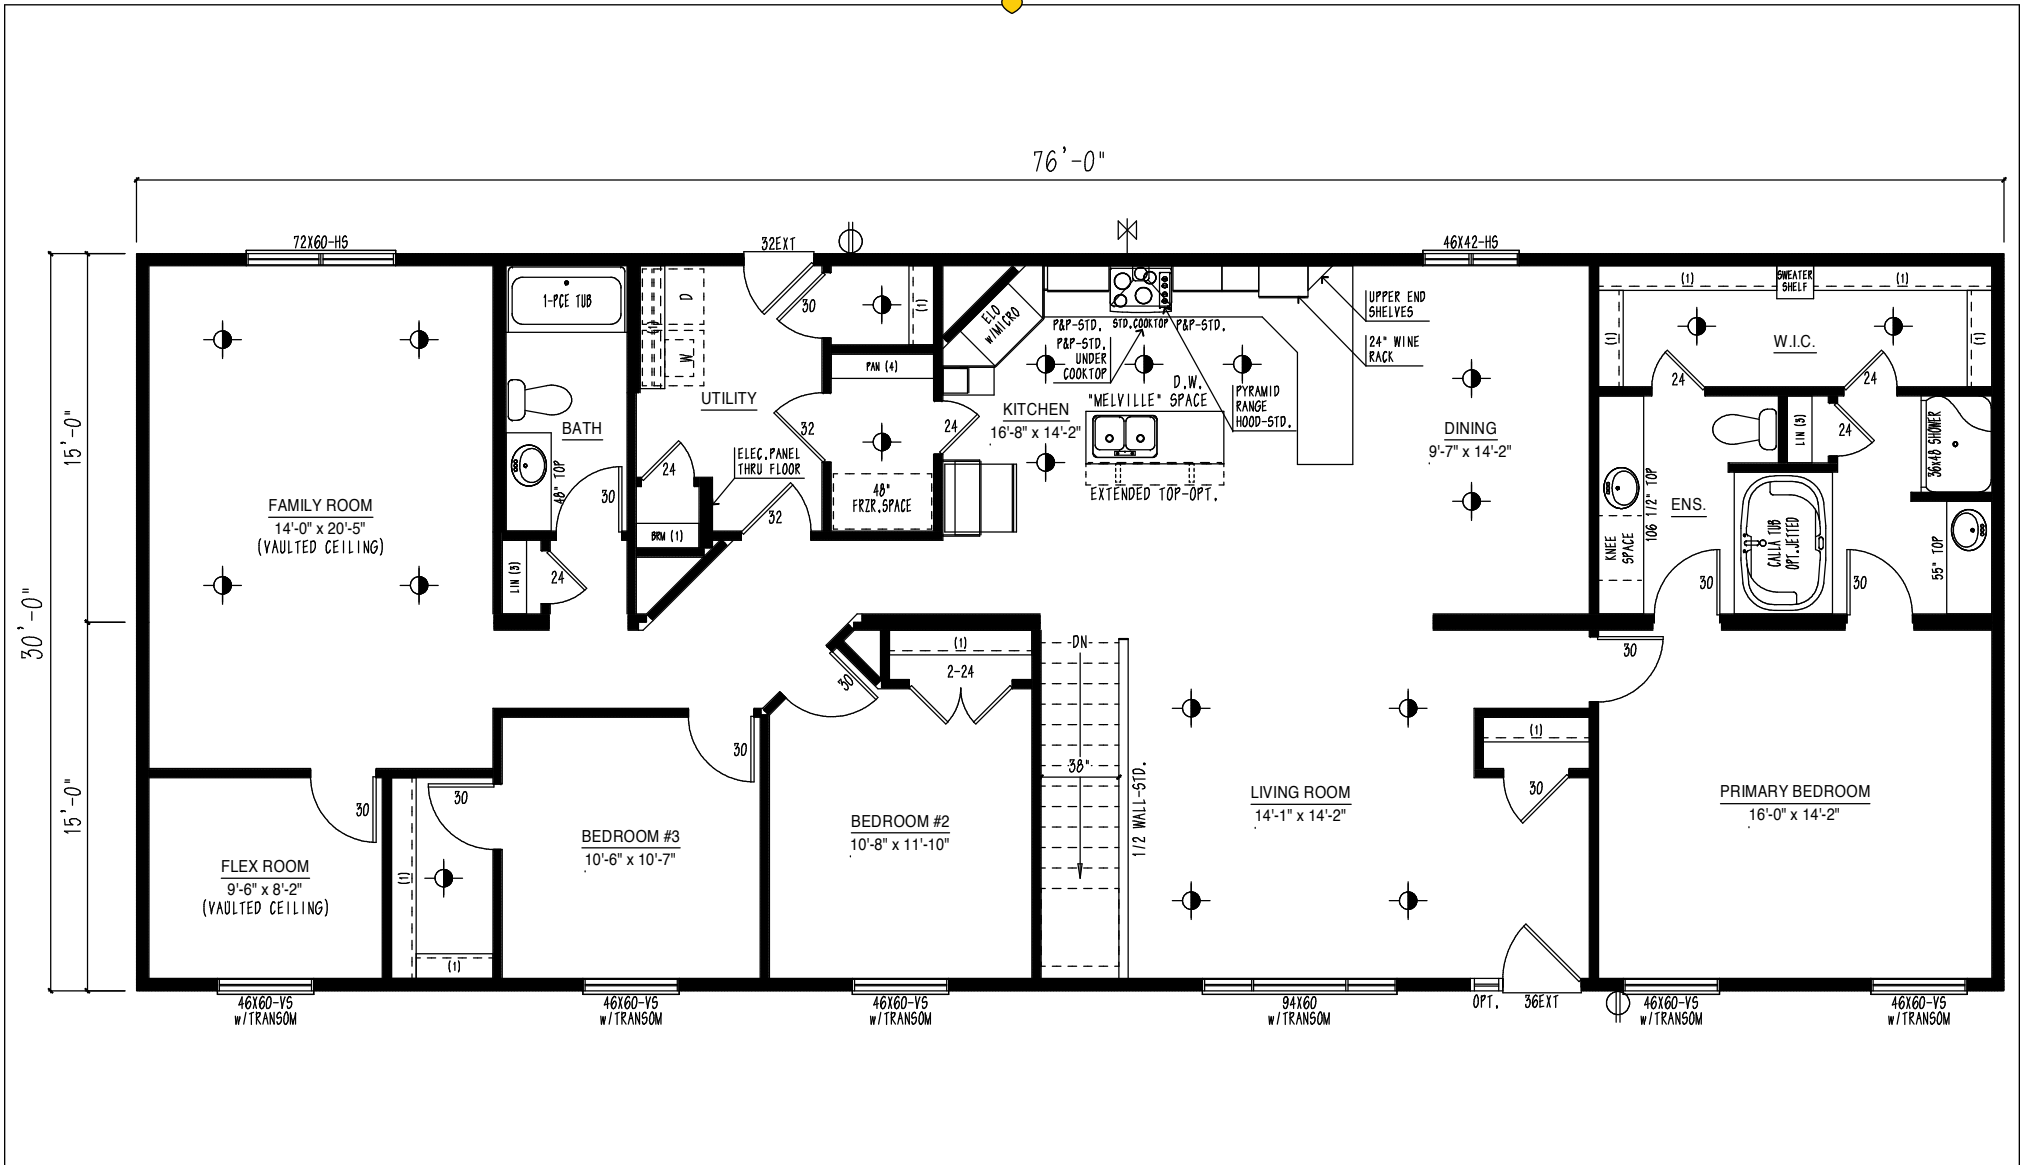 76'-0"
72X60-HS
32EXT
46X42-HS
30'-0"
15'-0"
15'-0"
1-PCE TUB
D
W
(1)
30
(1)
ELO
w/MICRO
P&P-STD.
STD.COOKTOP
P&P-STD.
P&P-STD.
UNDER
COOKTOP
UPPER END
SHELVES
24" WINE
RACK
PYRAMID
RANGE
HOOD-STD.
(1)
SWEATER
SHELF
(1)
(1)
(1)
W.I.C.
24
24
PAN (4)
UTILITY
BATH
48" TOP
30
32
24
24
ELEC.PANEL
THRU FLOOR
48"
FRZR.SPACE
32
BRM (1)
LIN (3)
24
KITCHEN
16'-8" x 14'-2"
D.W.
"MELVILLE" SPACE
EXTENDED TOP-OPT.
DINING
9'-7" x 14'-2"
LIN (3)
24
36x48 SHOWER
ENS.
106 1/2" TOP
KNEE
SPACE
CALLA TUB
OPT.JETTED
55" TOP
30
30
FAMILY ROOM
14'-0" x 20'-5"
(VAULTED CEILING)
30
30
(1)
2-24
DN
38"
1/2 WALL-STD.
(1)
30
30
30
30
(1)
(1)
FLEX ROOM
9'-6" x 8'-2"
(VAULTED CEILING)
BEDROOM #3
10'-6" x 10'-7"
BEDROOM #2
10'-8" x 11'-10"
LIVING ROOM
14'-1" x 14'-2"
PRIMARY BEDROOM
16'-0" x 14'-2"
46X60-VS
w/TRANSOM
46X60-VS
w/TRANSOM
46X60-VS
w/TRANSOM
94X60
w/TRANSOM
OPT.
36EXT
46X60-VS
w/TRANSOM
46X60-VS
w/TRANSOM